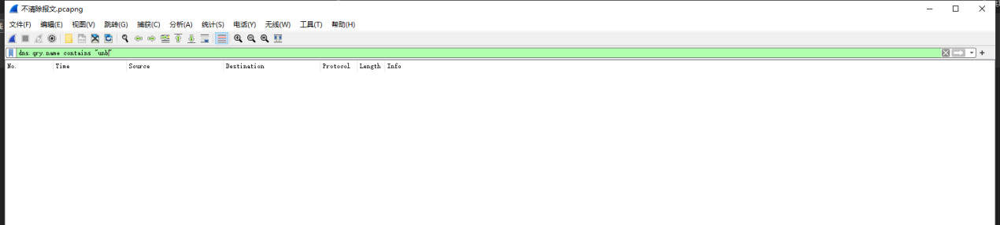 不清除报文.pcapng
文件(F) 编辑(E) 视图(V) 跳转(G) 捕获(C) 分析(A) 统计(S) 电话(Y) 无线(W) 工具(T) 帮助(H)
dns.qry.name contains "unb"
No. Time Source Destination Protocol Length Info